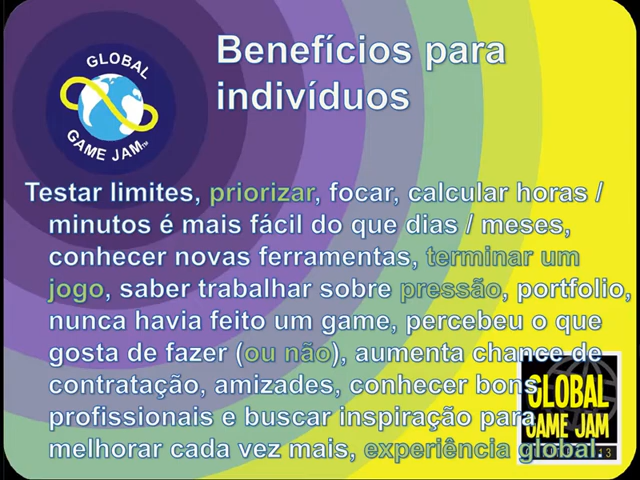 GLOBAL
GAME JAM™
Benefícios para
indivíduos
Testar limites, priorizar, focar, calcular horas /
minutos é mais fácil do que dias / meses,
conhecer novas ferramentas, terminar um
jogo, saber trabalhar sobre pressão, portfolio,
nunca havia feito um game, percebeu o que
gosta de fazer (ou não), aumenta chance de
contratação, amizades, conhecer bons
profissionais e buscar inspiração para
melhorar cada vez mais, experiência global.
GLOBAL
GAME JAM